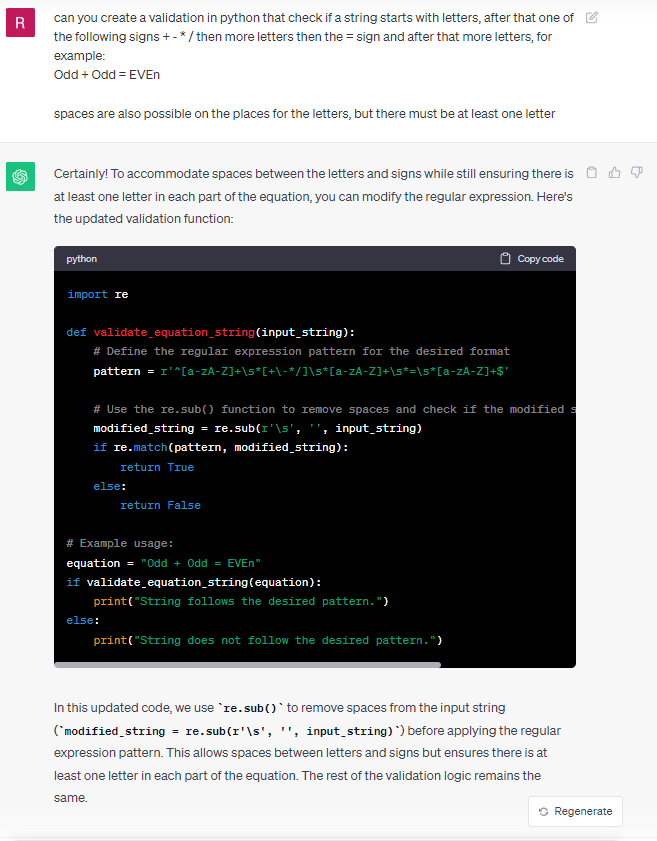 R
can you create a validation in python that check if a string starts with letters, after that one of
the following signs + - * / then more letters then the = sign and after that more letters, for
example:
Odd + Odd = EVEn
spaces are also possible on the places for the letters, but there must be at least one letter
Certainly! To accommodate spaces between the letters and signs while still ensuring there is
at least one letter in each part of the equation, you can modify the regular expression. Here's
the updated validation function:
python
Copy code
import re
def validate_equation_string(input_string):
# Define the regular expression pattern for the desired format
pattern = r'^[a-zA-Z]+\s*[+\-*/]\s*[a-zA-Z]+\s*=\s*[a-zA-Z]+$'
# Use the re.sub() function to remove spaces and check if the modified s
modified_string = re.sub(r'\s', '', input_string)
if re.match(pattern, modified_string):
return True
else:
return False
# Example usage:
equation = "Odd + Odd = EVEn"
if validate_equation_string(equation):
print("String follows the desired pattern.")
else:
print("String does not follow the desired pattern.")
In this updated code, we use `re.sub()` to remove spaces from the input string
(`modified_string = re.sub(r'\s', '', input_string)`) before applying the regular
expression pattern. This allows spaces between letters and signs but ensures there is at
least one letter in each part of the equation. The rest of the validation logic remains the
same.
Regenerate